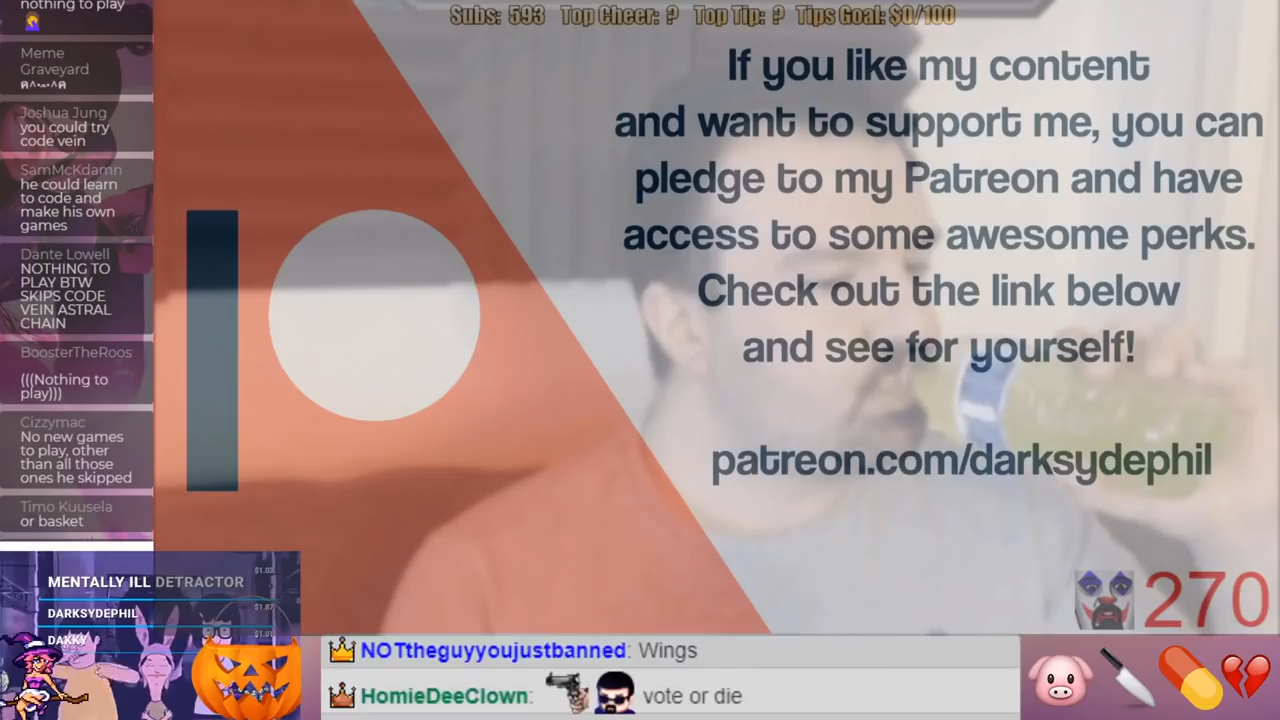 Subs: 593 Top Cheer: ? Top Tip: ? Tips Goal: $0/100
nothing to play
Meme
Graveyard
Joshua Jung
you could try
code vein
SamMcKdamn
he could learn
to code and
make his own
games
Dante Lowell
NOTHING TO
PLAY BTW
SKIPS CODE
VEIN ASTRAL
CHAIN
BoosterTheRoos
(((Nothing to
play)))
Cizzymac
No new games
to play, other
than all those
ones he skipped
Timo Kuusela
or basket
If you like my content
and want to support me, you can
pledge to my Patreon and have
access to some awesome perks.
Check out the link below
and see for yourself!
patreon.com/darksydephil
270
MENTALLY ILL DETRACTOR
DARKSYDEPHIL
$1.87
DAKKY
NOTtheguyyoujustbanned: Wings
HomieDeeClown: vote or die